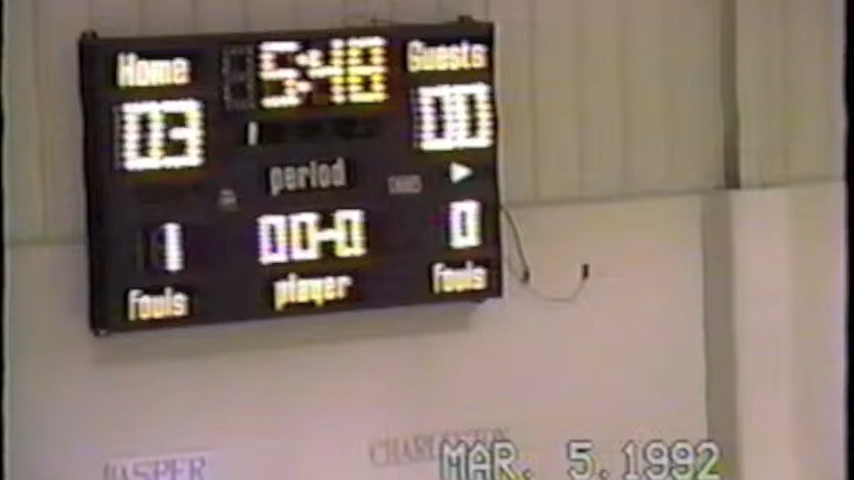 Home 5:48 Guests
03 00
period
1 00-0 0
Fouls player Fouls
JASPER CHARLESTON
MAR. 5. 1992